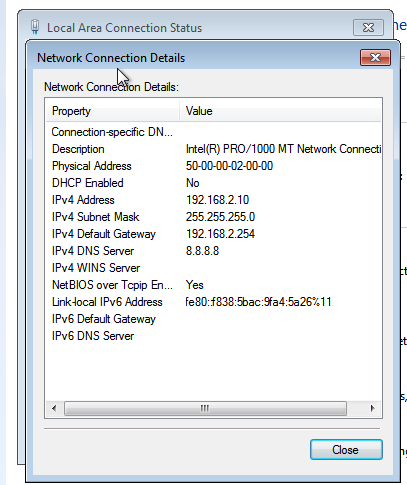 Local Area Connection Status
Network Connection Details
Network Connection Details:
Property Value
Connection-specific DN...
Description Intel(R) PRO/1000 MT Network Connecti
Physical Address 50-00-00-02-00-00
DHCP Enabled No
IPv4 Address 192.168.2.10
IPv4 Subnet Mask 255.255.255.0
IPv4 Default Gateway 192.168.2.254
IPv4 DNS Server 8.8.8.8
IPv4 WINS Server
NetBIOS over Tcpip En... Yes
Link-local IPv6 Address fe80::f838:5bac:9fa4:5a26%11
IPv6 Default Gateway
IPv6 DNS Server
Close